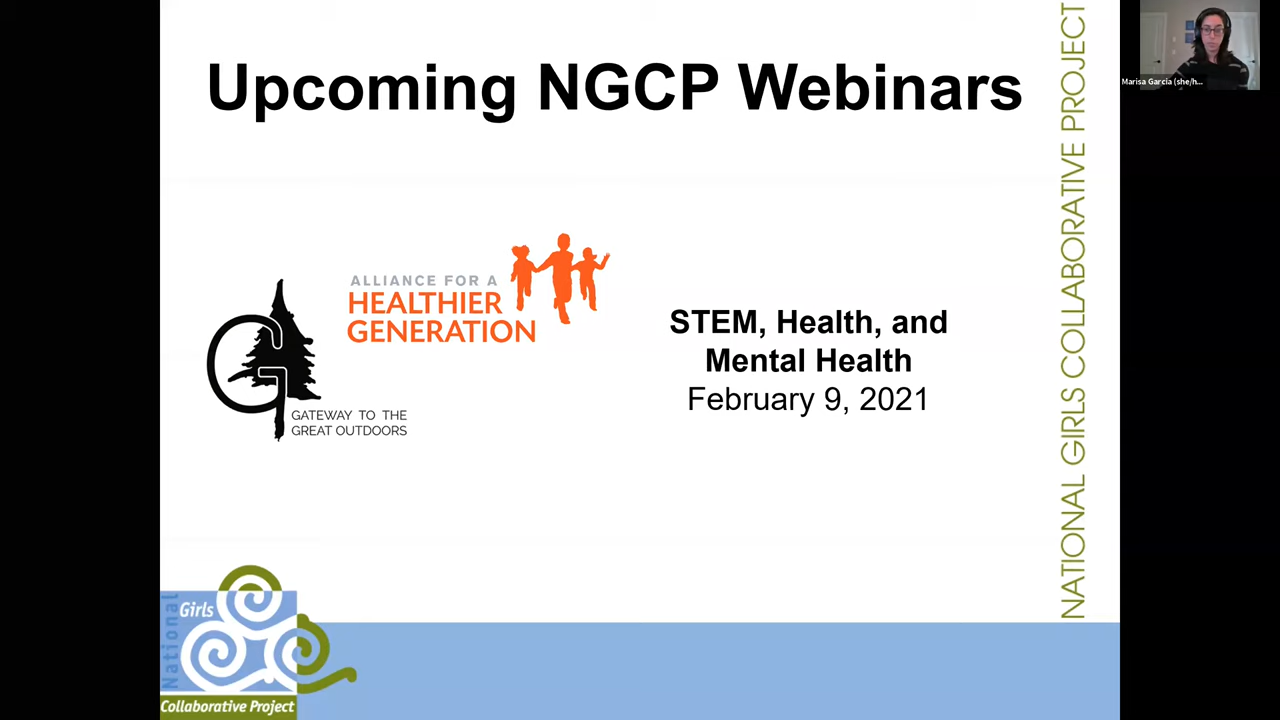 Upcoming NGCP Webinars
NATIONAL GIRLS COLLABORATIVE PROJECT
Marisa Garcia (she/h...
ALLIANCE FOR A
HEALTHIER
GENERATION
GATEWAY TO THE
GREAT OUTDOORS
STEM, Health, and
Mental Health
February 9, 2021
National
Girls
Collaborative Project